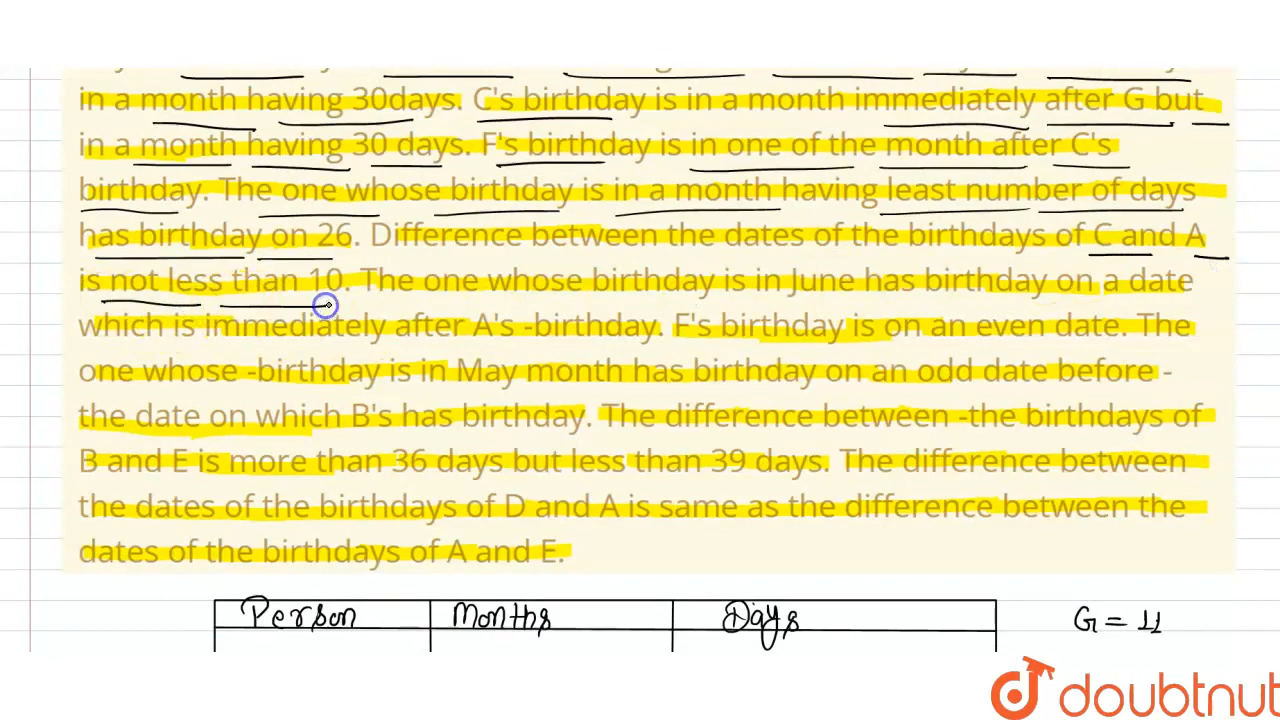 in a month having 30days. C's birthday is in a month immediately after G but
in a month having 30 days. F's birthday is in one of the month after C's
birthday. The one whose birthday is in a month having least number of days
has birthday on 26. Difference between the dates of the birthdays of C and A
is not less than 10. The one whose birthday is in June has birthday on a date
which is immediately after A's -birthday. F's birthday is on an even date. The
one whose -birthday is in May month has birthday on an odd date before -
the date on which B's has birthday. The difference between -the birthdays of
B and E is more than 36 days but less than 39 days. The difference between
the dates of the birthdays of D and A is same as the difference between the
dates of the birthdays of A and E.
Person Months Days G = 11
doubtnut